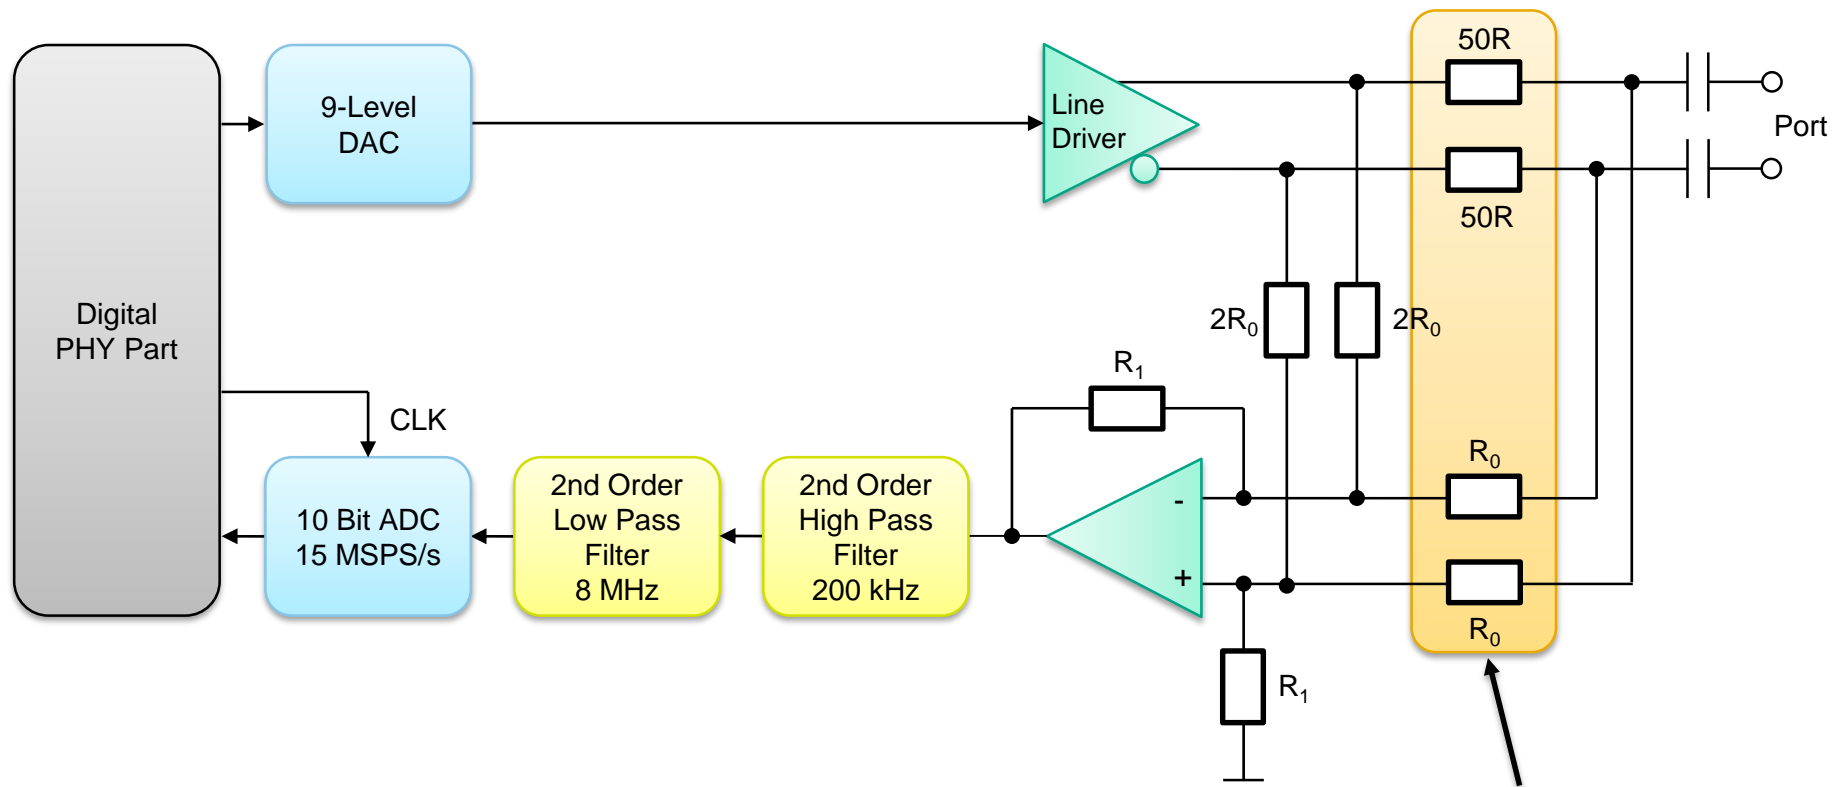 50R
9-Level
DAC
Line
Driver
Port
50R
Digital
PHY Part
2R₀
2R₀
R₁
CLK
10 Bit ADC
15 MSPS/s
2nd Order
Low Pass
Filter
8 MHz
2nd Order
High Pass
Filter
200 kHz
-
+
R₀
R₀
R₁